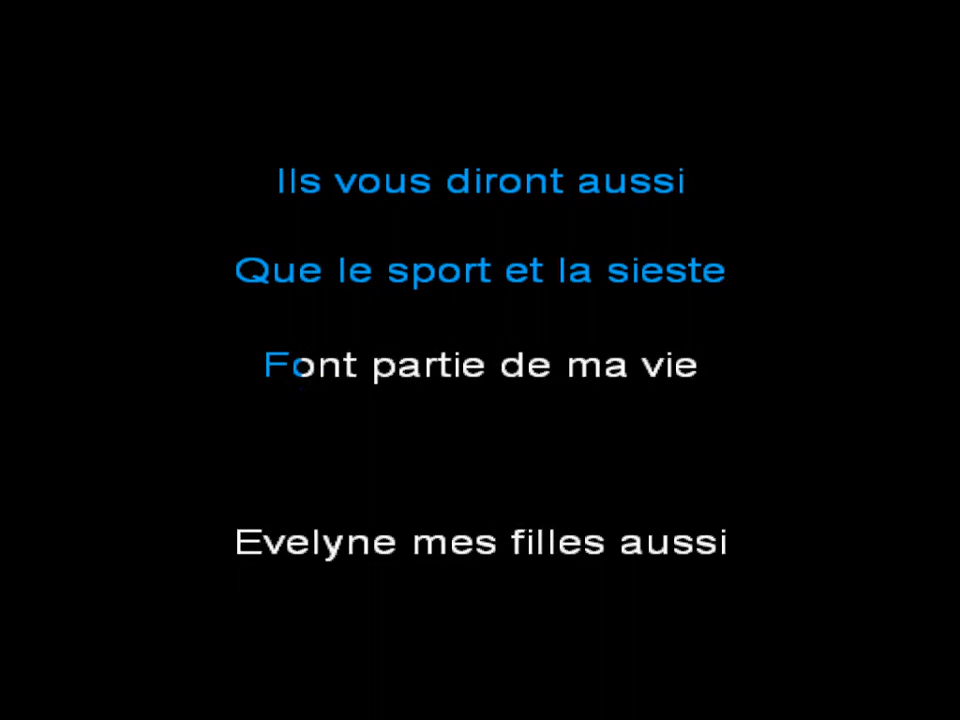 Ils vous diront aussi
Que le sport et la sieste
Font partie de ma vie
Evelyne mes filles aussi